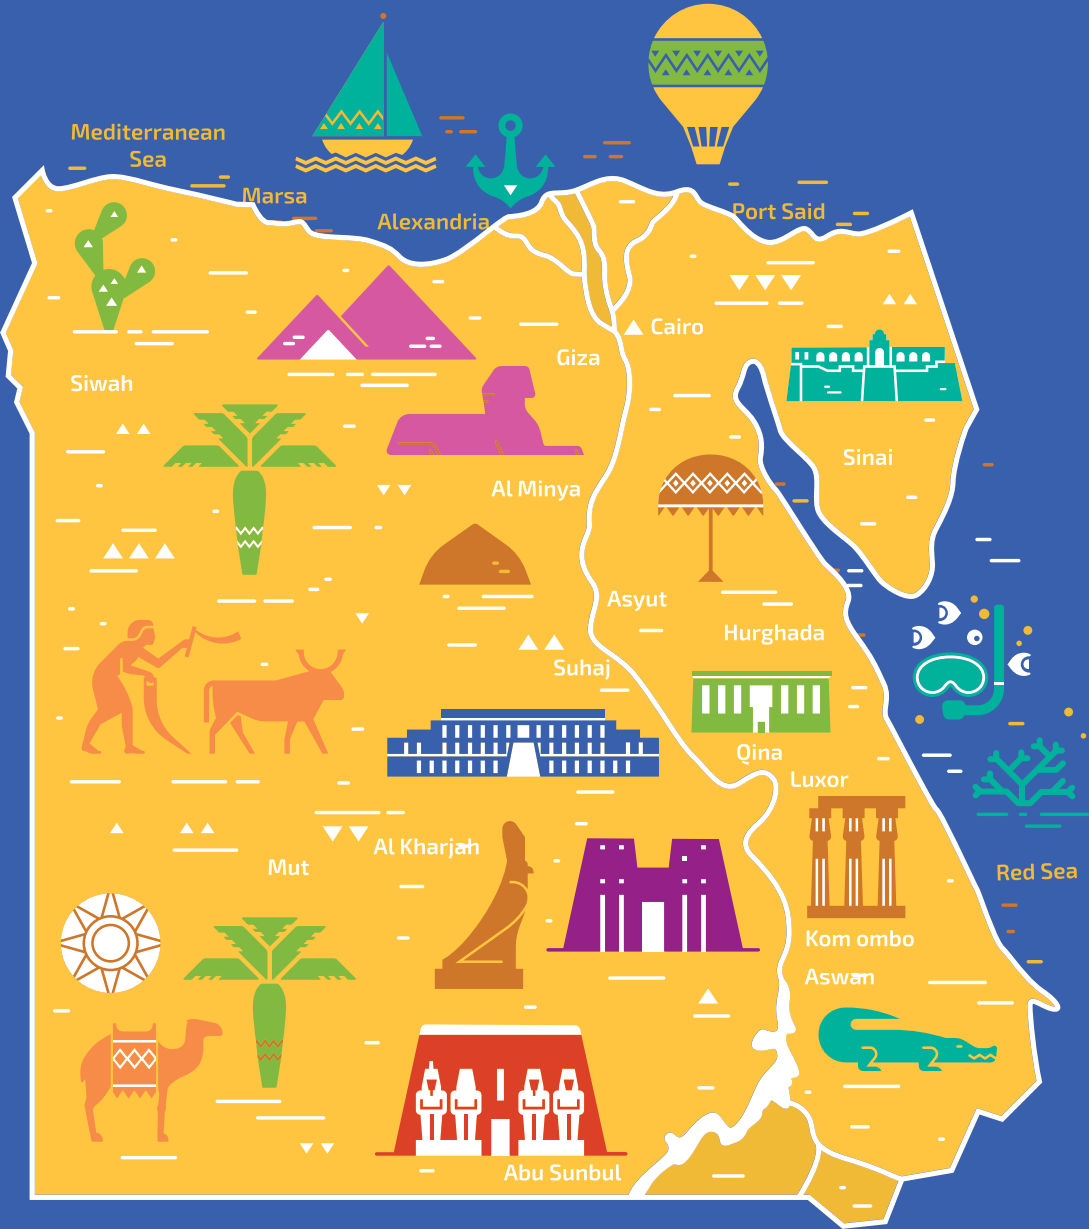 Mediterranean
Sea
Marsa
Alexandria
Port Said
Cairo
Giza
Siwah
Sinai
Al Minya
Asyut
Hurghada
Suhaj
Qina
Luxor
Al Kharjah
Mut
Red Sea
Kom ombo
Aswan
Abu Sunbul